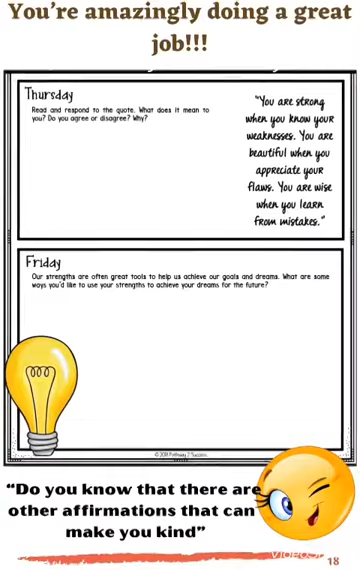 You're amazingly doing a great
job!!!
Thursday
Read and respond to the quote. What does it mean to
you? Do you agree or disagree? Why?
"You are strong
when you know your
weaknesses. You are
beautiful when you
appreciate your
flaws. You are wise
when you learn
from mistakes."
Friday
Our strengths are often great tools to help us achieve our goals and dreams. What are some
ways you'd like to use your strengths to achieve your dreams for the future?
Pathway 2 Success
"Do you know that there are
other affirmations that can
make you kind"
18